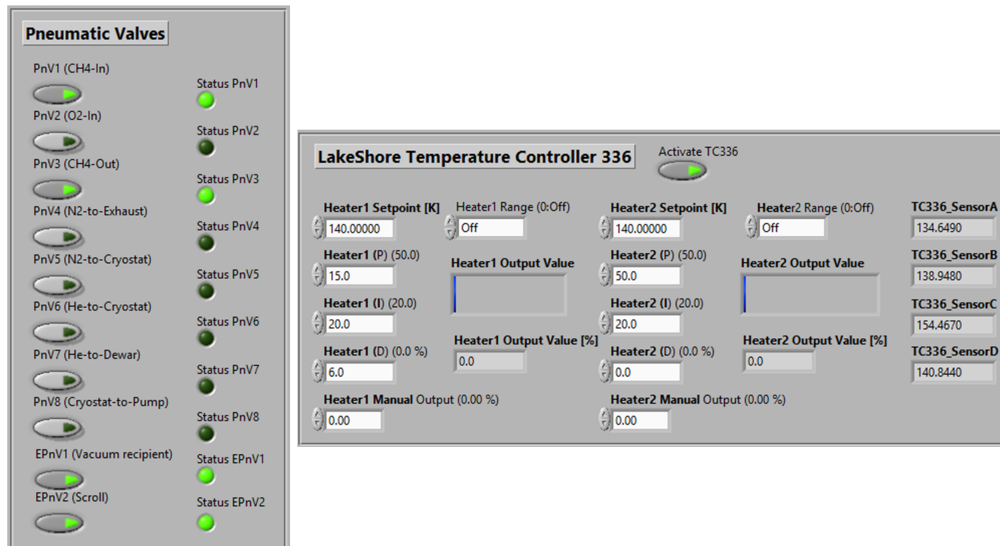 Pneumatic Valves
PnV1 (CH4-In)
Status PnV1
PnV2 (O2-In)
Status PnV2
PnV3 (CH4-Out)
Status PnV3
PnV4 (N2-to-Exhaust)
Status PnV4
PnV5 (N2-to-Cryostat)
Status PnV5
PnV6 (He-to-Cryostat)
Status PnV6
PnV7 (He-to-Dewar)
Status PnV7
PnV8 (Cryostat-to-Pump)
Status PnV8
EPnV1 (Vacuum recipient)
Status EPnV1
EPnV2 (Scroll)
Status EPnV2
LakeShore Temperature Controller 336
Activate TC336
Heater1 Setpoint [K]
140.00000
Heater1 Range (0:Off)
Off
Heater1 (P) (50.0)
15.0
Heater1 Output Value
Heater1 (I) (20.0)
20.0
Heater1 Output Value [%]
0.0
Heater1 (D) (0.0 %)
6.0
Heater1 Manual Output (0.00 %)
0.00
Heater2 Setpoint [K]
140.00000
Heater2 Range (0:Off)
Off
Heater2 (P) (50.0)
50.0
Heater2 Output Value
Heater2 (I) (20.0)
20.0
Heater2 Output Value [%]
0.0
Heater2 (D) (0.0 %)
0.0
Heater2 Manual Output (0.00 %)
0.00
TC336_SensorA
134.6490
TC336_SensorB
138.9480
TC336_SensorC
154.4670
TC336_SensorD
140.8440